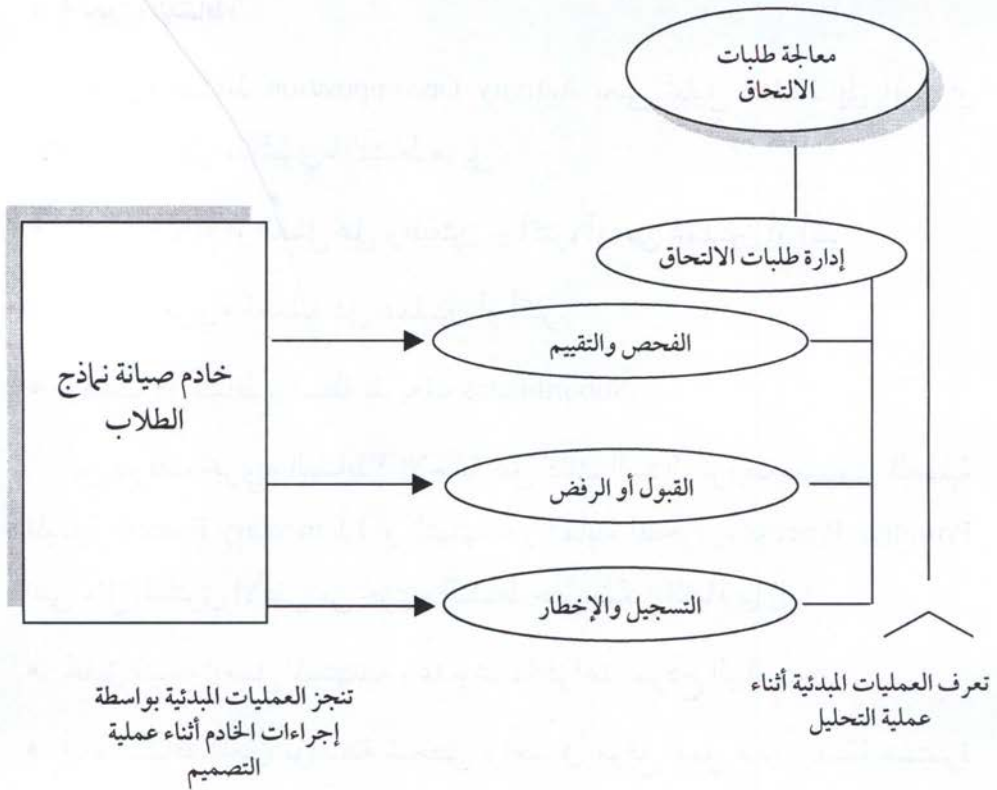 معالجة طلبات
الالتحاق
إدارة طلبات الالتحاق
الفحص والتقييم
خادم صيانة نماذج
الطلاب
القبول أو الرفض
التسجيل والإخطار
تعرف العمليات المبدئية أثناء
عملية التحليل
تنجز العمليات المبدئية بواسطة
إجراءات الخادم أثناء عملية
التصميم